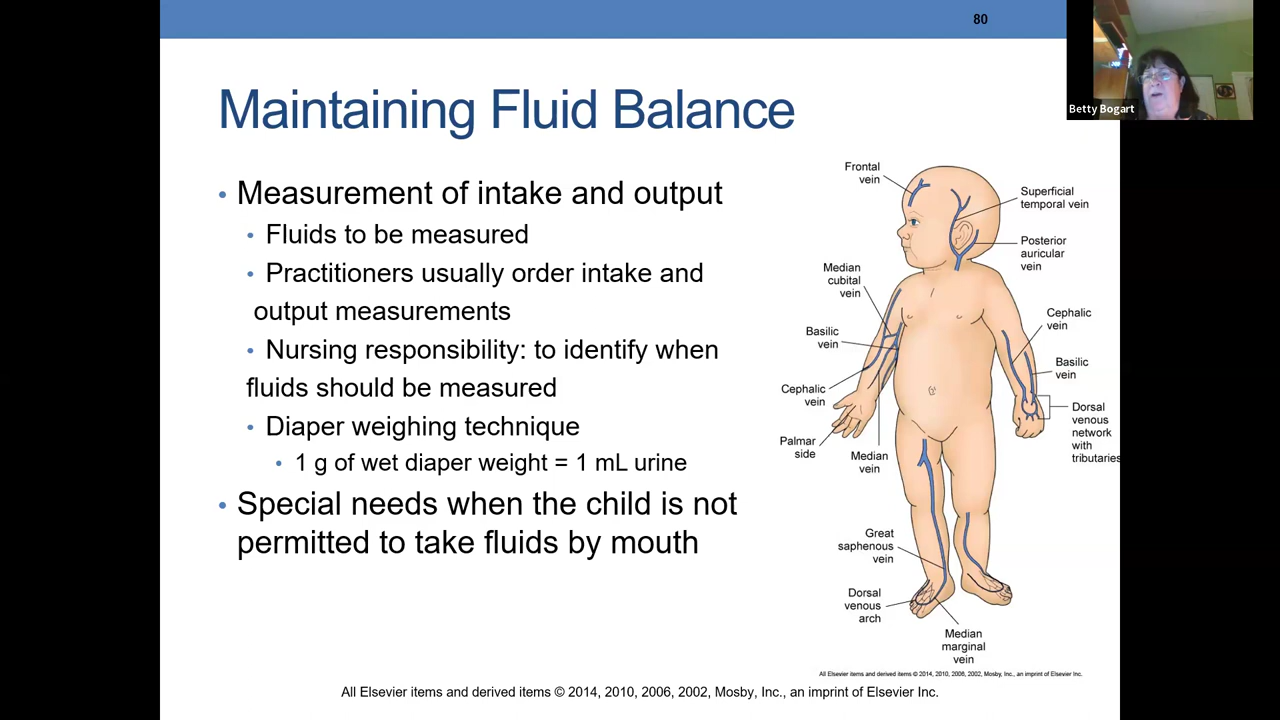 80
Betty Bogart
Maintaining Fluid Balance
• Measurement of intake and output
• Fluids to be measured
• Practitioners usually order intake and
output measurements
• Nursing responsibility: to identify when
fluids should be measured
• Diaper weighing technique
• 1 g of wet diaper weight = 1 mL urine
• Special needs when the child is not
permitted to take fluids by mouth
Frontal
vein
Superficial
temporal vein
Posterior
auricular
vein
Median
cubital
vein
Cephalic
vein
Basilic
vein
Basilic
vein
Cephalic
vein
Dorsal
venous
network
with
tributaries
Palmar
side
Median
vein
Great
saphenous
vein
Dorsal
venous
arch
Median
marginal
vein
All Elsevier items and derived items © 2014, 2010, 2006, 2002, Mosby, Inc., an imprint of Elsevier Inc.
All Elsevier items and derived items © 2014, 2010, 2006, 2002, Mosby, Inc., an imprint of Elsevier Inc.